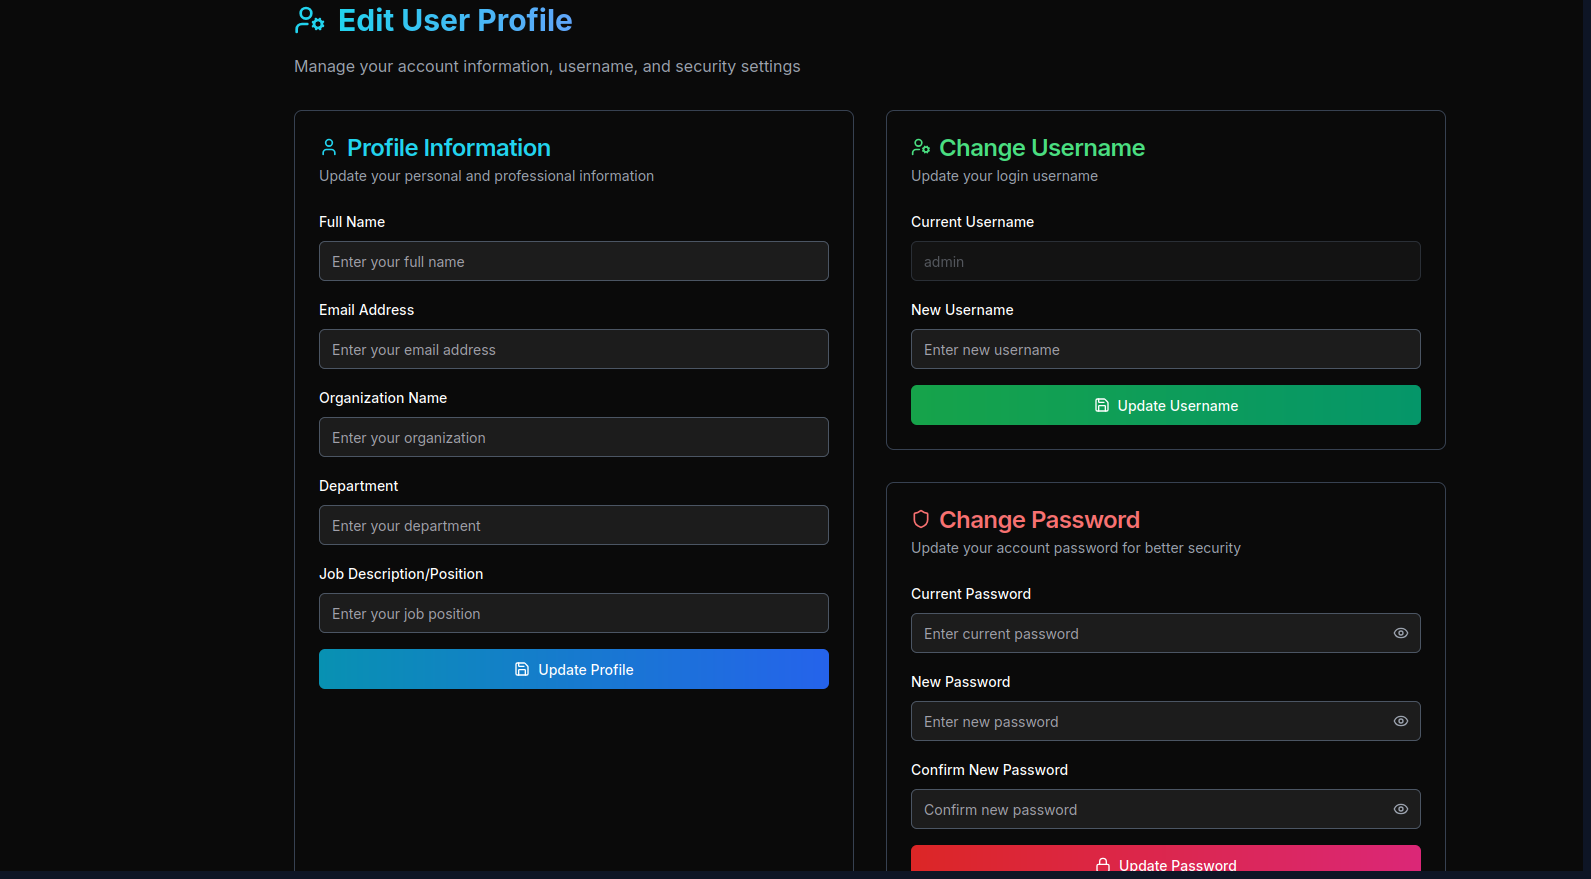 Edit User Profile
Manage your account information, username, and security settings
Profile Information
Update your personal and professional information
Full Name
Enter your full name
Email Address
Enter your email address
Organization Name
Enter your organization
Department
Enter your department
Job Description/Position
Enter your job position
Update Profile
Change Username
Update your login username
Current Username
admin
New Username
Enter new username
Update Username
Change Password
Update your account password for better security
Current Password
Enter current password
New Password
Enter new password
Confirm New Password
Confirm new password
Update Password